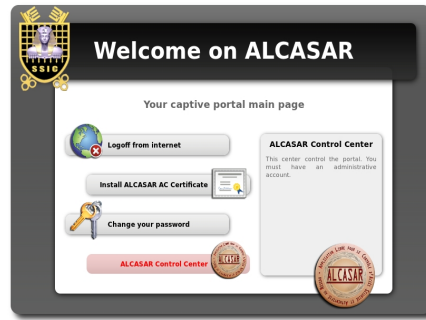 Welcome on ALCASAR
SSIC
Your captive portal main page
Logoff from internet
Install ALCASAR AC Certificate
Change your password
ALCASAR Control Center
ALCASAR
ALCASAR Control Center
This center control the portal. You
must have an administrative
account.
ALCASAR